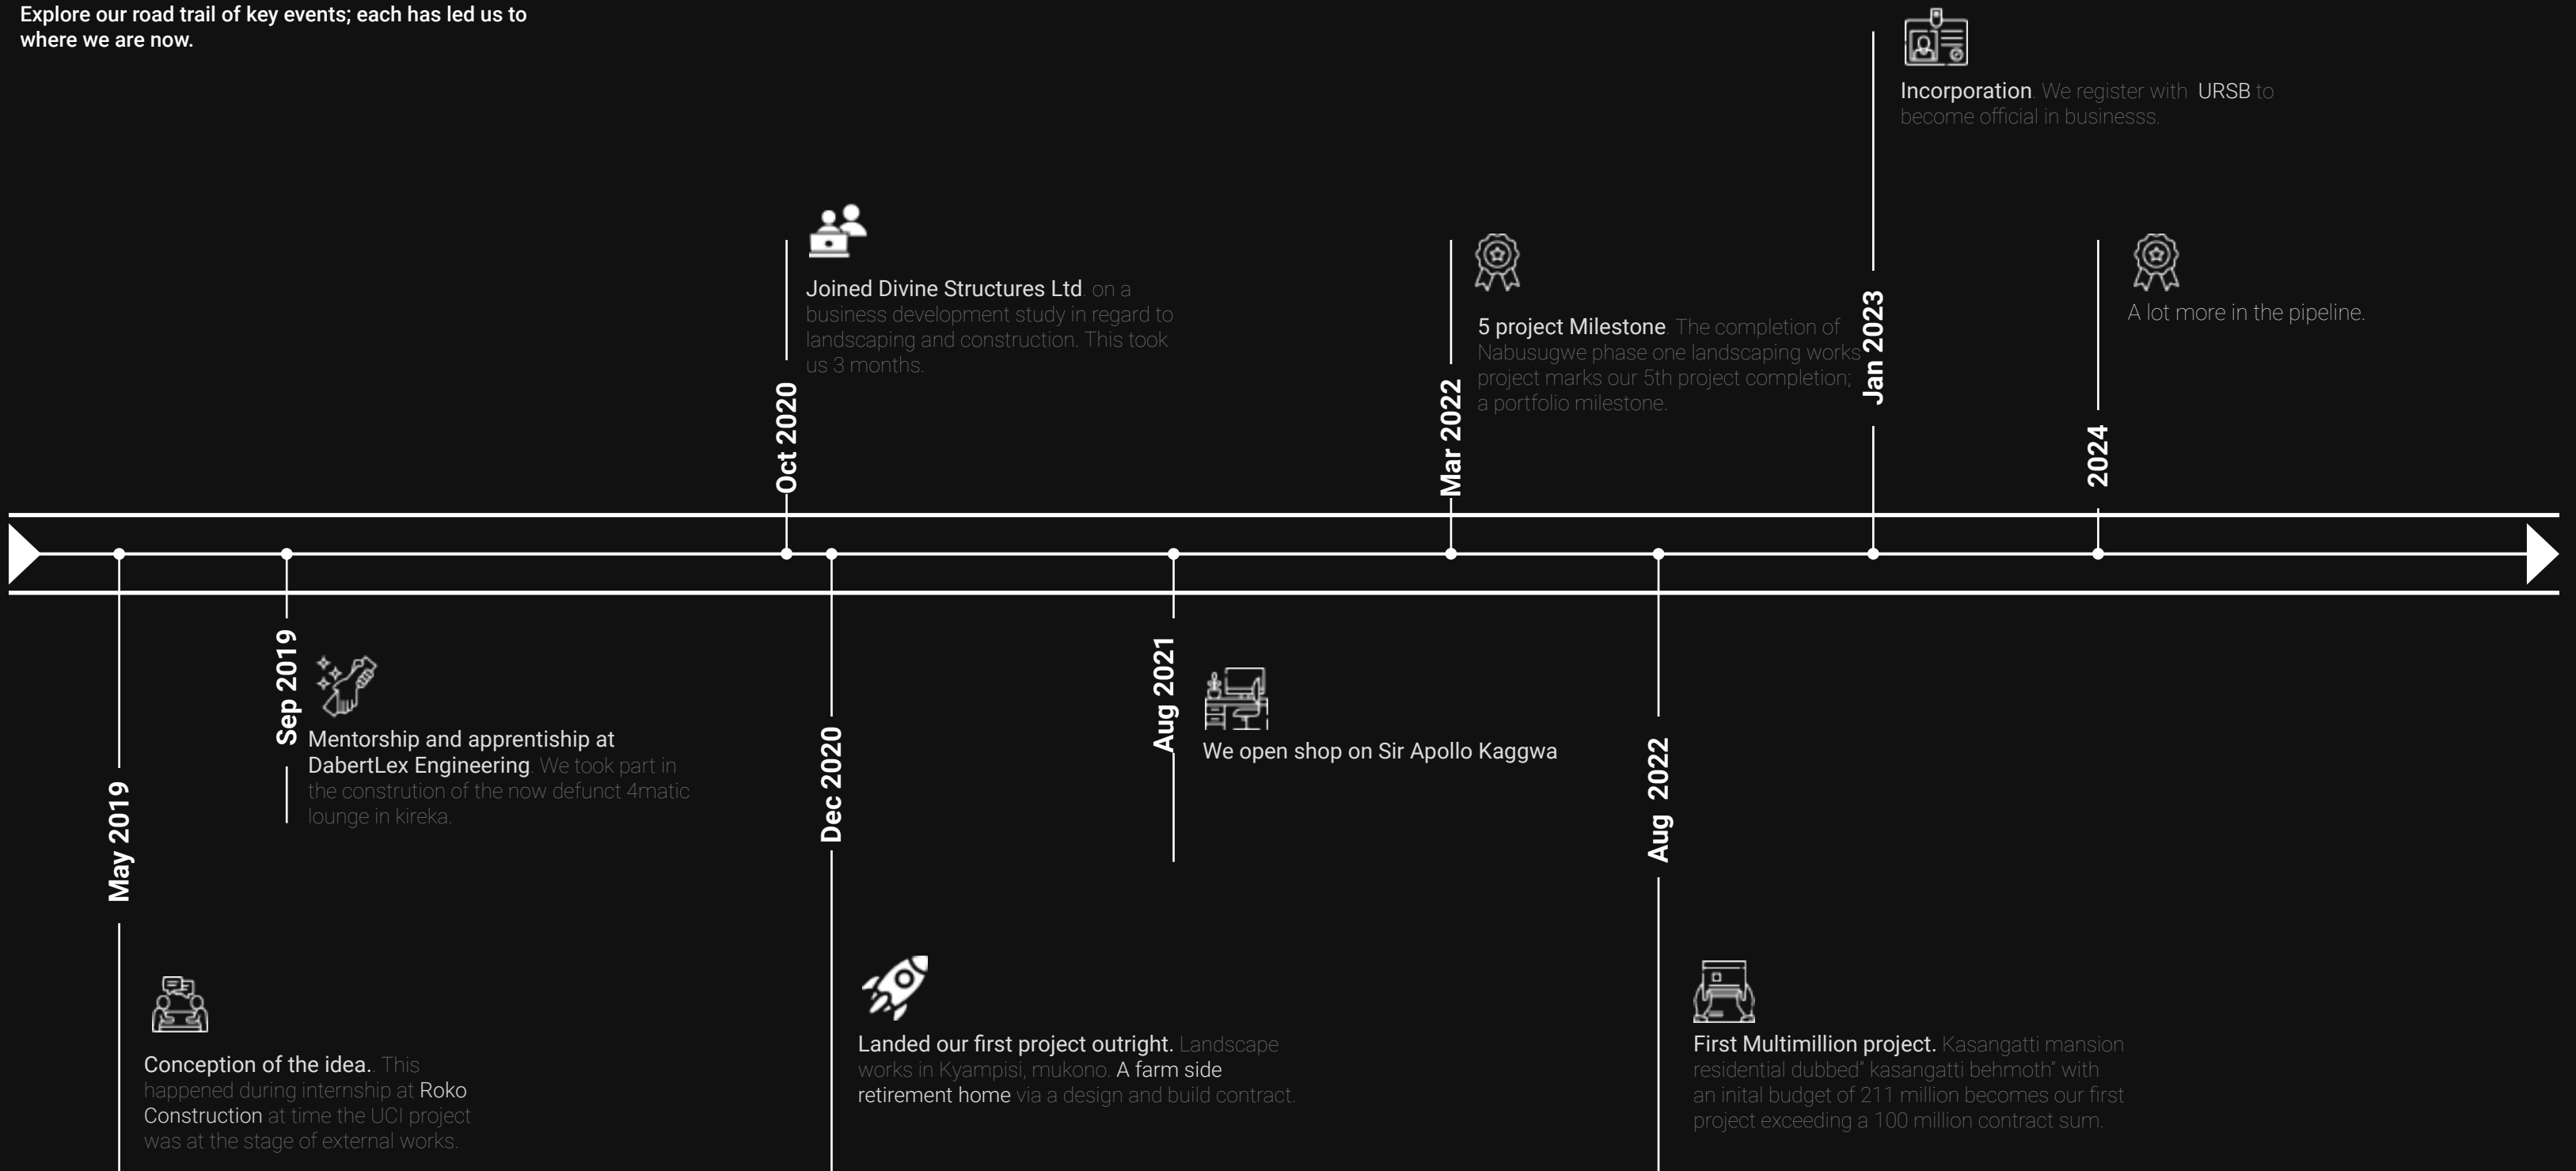 Explore our road trail of key events; each has led us to
where we are now.
Incorporation. We register with URSB to
become official in businesss.
Jan 2023
Joined Divine Structures Ltd. on a
business development study in regard to
landscaping and construction. This took
us 3 months.
Oct 2020
5 project Milestone. The completion of
Nabusugwe phase one landscaping works
project marks our 5th project completion;
a portfolio milestone.
Mar 2022
A lot more in the pipeline.
2024
Sep 2019
Mentorship and apprentiship at
DabertLex Engineering. We took part in
the constrution of the now defunct 4matic
lounge in kireka.
Aug 2021
We open shop on Sir Apollo Kaggwa
May 2019
Conception of the idea.. This
happened during internship at Roko
Construction at time the UCI project
was at the stage of external works.
Dec 2020
Landed our first project outright. Landscape
works in Kyampisi, mukono. A farm side
retirement home via a design and build contract.
Aug 2022
First Multimillion project. Kasangatti mansion
residential dubbed" kasangatti behmoth" with
an inital budget of 211 million becomes our first
project exceeding a 100 million contract sum.